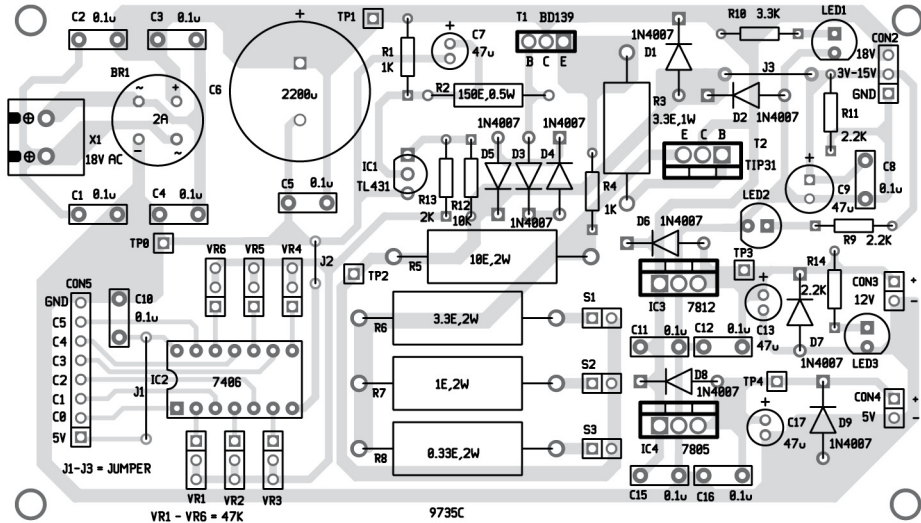 C2 0.1u
C3 0.1u
+
TP1
C7
47u
T1 BD139
B C E
1N4007
D1
R10 3.3K
LED1
CON2
18V
3V-15V
GND
J3
R1
1K
BR1
~ +
2A
- ~
C6
2200u
R2
150E,0.5W
R3
3.3E,1W
D2 1N4007
R11
2.2K
X1
18V AC
IC1
TL431
1N4007
1N4007
D5
D3
D4
E C B
T2
TIP31
R4
1K
C8
0.1u
C9
47u
C1 0.1u
C4 0.1u
C5 0.1u
R13
2K
R12
10K
1N4007
D6
1N4007
LED2
R9 2.2K
TP0
VR6
VR5
VR4
J2
TP2
R5
10E,2W
TP3
R14
2.2K
CON3
+
12V
-
IC3 7812
CON5
GND
C5
C4
C3
C2
C1
C0
5V
C10
0.1u
R6
3.3E,2W
S1
C11 0.1u
C12 0.1u
C13
47u
D7
1N4007
LED3
IC2
7406
J1
R7
1E,2W
S2
D8
1N4007
TP4
CON4
+
5V
-
R8
0.33E,2W
S3
IC4 7805
C17
47u
D9
1N4007
J1-J3 = JUMPER
VR1
VR2
VR3
C15 0.1u
C16 0.1u
VR1 - VR6 = 47K
9735C